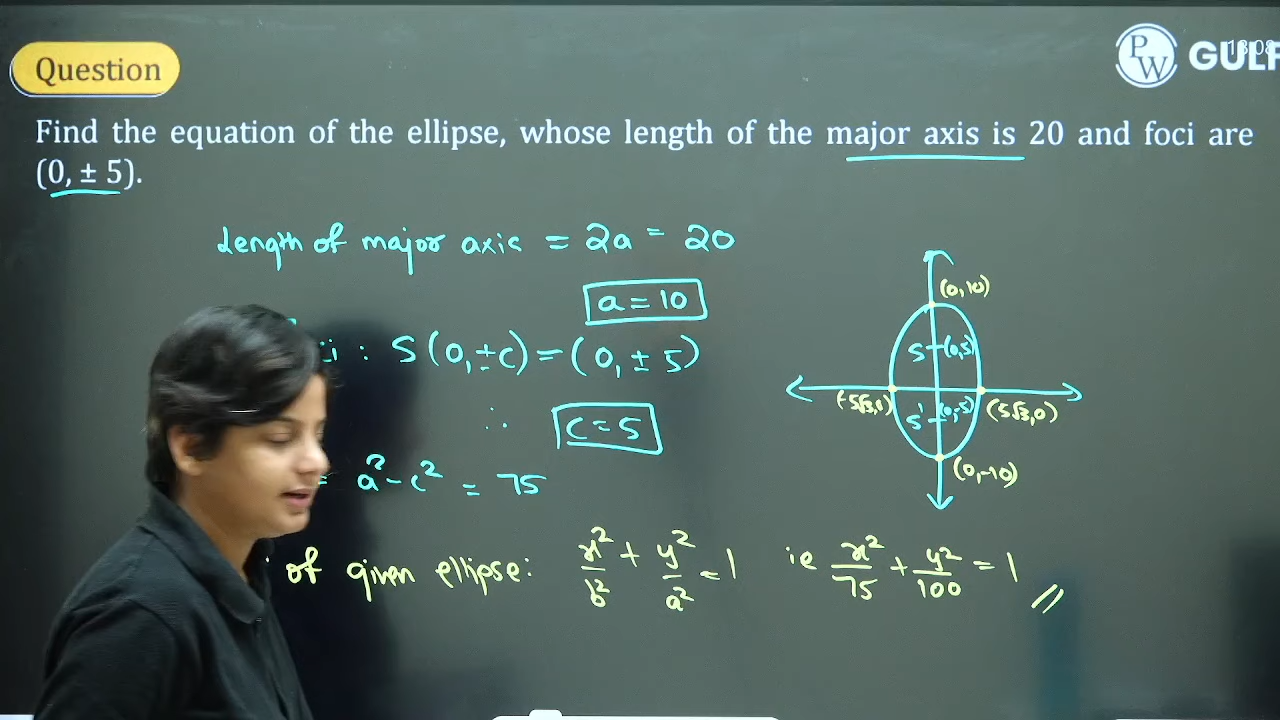 Question
PW GULF
Find the equation of the ellipse, whose length of the major axis is 20 and foci are
(0, ± 5).
Length of major axis = 2a = 20
a = 10
: S(0, ±c) = (0, ± 5)
∴ c = 5
= a² - c² = 75
of given ellipse: x²/b² + y²/a² = 1 ie x²/75 + y²/100 = 1 //
(0, 10)
S (0,5)
(-5√3,0) S' (0,-5) (5√3,0)
(0,-10)